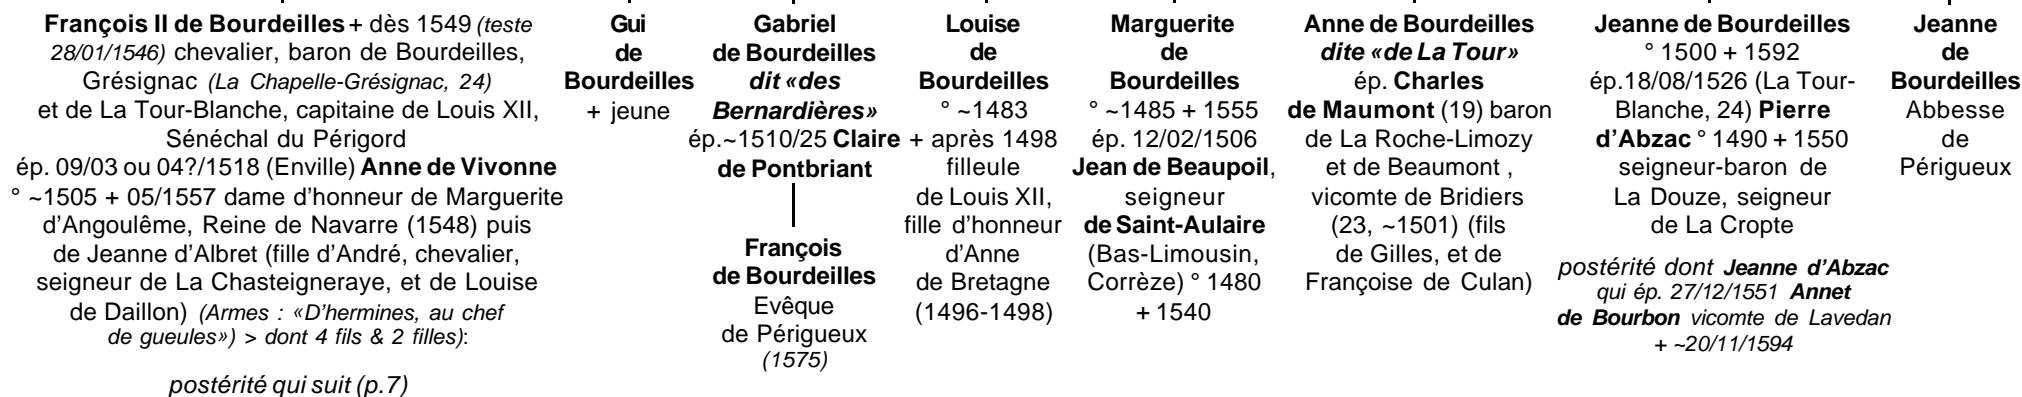 François II de Bourdeilles + dès 1549 (teste
28/01/1546) chevalier, baron de Bourdeilles,
Grésignac (La Chapelle-Grésignac, 24)
et de La Tour-Blanche, capitaine de Louis XII,
Sénéchal du Périgord
ép. 09/03 ou 04?/1518 (Enville) Anne de Vivonne
° ~1505 + 05/1557 dame d’honneur de Marguerite
d’Angoulême, Reine de Navarre (1548) puis
de Jeanne d’Albret (fille d’André, chevalier,
seigneur de La Chasteigneraye, et de Louise
de Daillon) (Armes : «D’hermines, au chef
de gueules») > dont 4 fils & 2 filles):
postérité qui suit (p.7)
Gui
de
Bourdeilles
+ jeune
Gabriel
de Bourdeilles
dit «des
Bernardières»
ép.~1510/25 Claire
de Pontbriant
François
de Bourdeilles
Evêque
de Périgueux
(1575)
Louise
de
Bourdeilles
° ~1483
+ après 1498
filleule
de Louis XII,
fille d’honneur
d’Anne
de Bretagne
(1496-1498)
Marguerite
de
Bourdeilles
° ~1485 + 1555
ép. 12/02/1506
Jean de Beaupoil,
seigneur
de Saint-Aulaire
(Bas-Limousin,
Corrèze) ° 1480
+ 1540
Anne de Bourdeilles
dite «de La Tour»
ép. Charles
de Maumont (19) baron
de La Roche-Limozy
et de Beaumont ,
vicomte de Bridiers
(23, ~1501) (fils
de Gilles, et de
Françoise de Culan)
Jeanne de Bourdeilles
° 1500 + 1592
ép.18/08/1526 (La Tour-
Blanche, 24) Pierre
d’Abzac ° 1490 + 1550
seigneur-baron de
La Douze, seigneur
de La Cropte
postérité dont Jeanne d’Abzac
qui ép. 27/12/1551 Annet
de Bourbon vicomte de Lavedan
+ ~20/11/1594
Jeanne
de
Bourdeilles
Abbesse
de
Périgueux